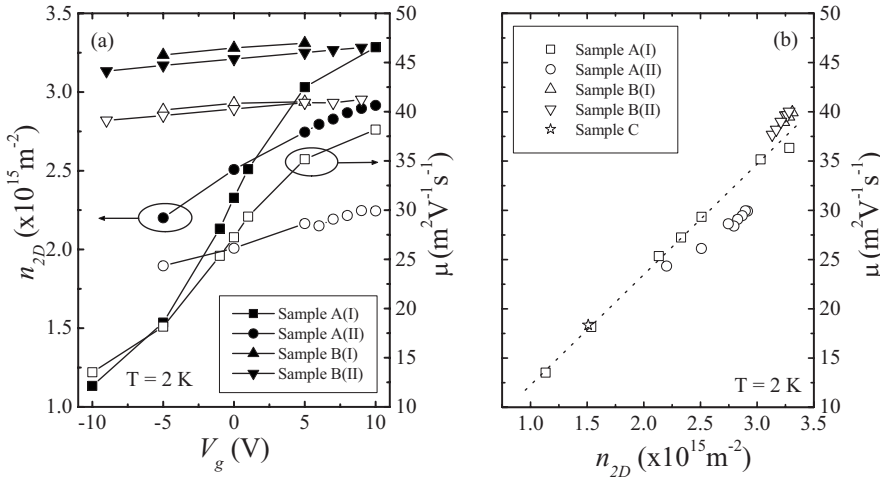 (a)
3.5
3.0
2.5
2.0
1.5
1.0
n2D (x10^15 m^-2)
50
45
40
35
30
25
20
15
10
μ (m^2V^-1s^-1)
Sample A(I)
Sample A(II)
Sample B(I)
Sample B(II)
T = 2 K
-10 -5 0 5 10
Vg (V)
(b)
Sample A(I)
Sample A(II)
Sample B(I)
Sample B(II)
Sample C
50
45
40
35
30
25
20
15
10
μ (m^2V^-1s^-1)
T = 2 K
1.0 1.5 2.0 2.5 3.0 3.5
n2D (x10^15m^-2)